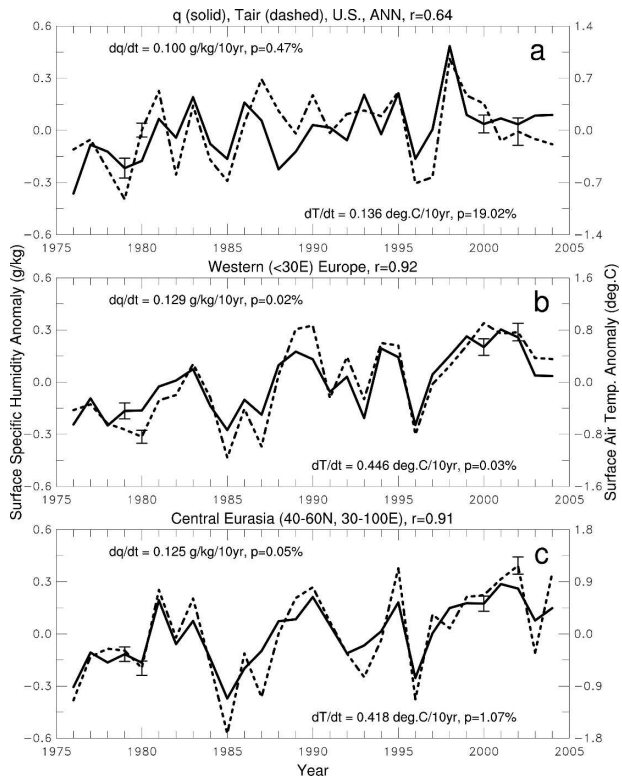 q (solid), Tair (dashed), U.S., ANN, r=0.64
dq/dt = 0.100 g/kg/10yr, p=0.47%
a
dT/dt = 0.136 deg.C/10yr, p=19.02%
0.6
0.3
0.0
-0.3
-0.6
1.4
0.7
0.0
-0.7
-1.4
1975 1980 1985 1990 1995 2000 2005
Western (<30E) Europe, r=0.92
dq/dt = 0.129 g/kg/10yr, p=0.02%
b
dT/dt = 0.446 deg.C/10yr, p=0.03%
0.6
0.3
0.0
-0.3
-0.6
1.6
0.8
0.0
-0.8
-1.6
1975 1980 1985 1990 1995 2000 2005
Surface Specific Humidity Anomaly (g/kg)
Surface Air Temp. Anomaly (deg.C)
Central Eurasia (40-60N, 30-100E), r=0.91
dq/dt = 0.125 g/kg/10yr, p=0.05%
c
dT/dt = 0.418 deg.C/10yr, p=1.07%
0.6
0.3
0.0
-0.3
-0.6
1.8
0.9
0.0
-0.9
-1.8
1975 1980 1985 1990 1995 2000 2005
Year